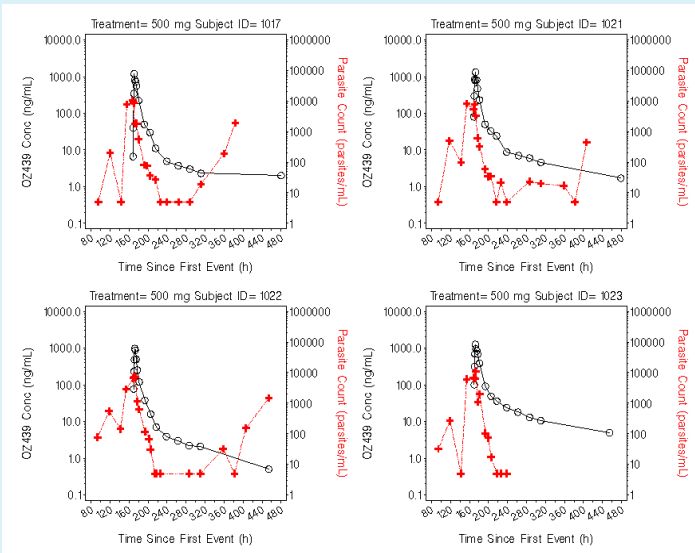 Treatment= 500 mg Subject ID= 1017
10000.0
1000.0
100.0
10.0
1.0
0.1
OZ439 Conc (ng/mL)
1000000
100000
10000
1000
100
10
1
Parasite Count (parsites/mL)
80 120 160 200 240 280 320 360 400 440 480
Time Since First Event (h)
Treatment= 500 mg Subject ID= 1021
10000.0
1000.0
100.0
10.0
1.0
0.1
OZ439 Conc (ng/mL)
1000000
100000
10000
1000
100
10
1
Parasite Count (parsites/mL)
80 120 160 200 240 280 320 360 400 440 480
Time Since First Event (h)
Treatment= 500 mg Subject ID= 1022
10000.0
1000.0
100.0
10.0
1.0
0.1
OZ439 Conc (ng/mL)
1000000
100000
10000
1000
100
10
1
Parasite Count (parsites/mL)
80 120 160 200 240 280 320 360 400 440 480
Time Since First Event (h)
Treatment= 500 mg Subject ID= 1023
10000.0
1000.0
100.0
10.0
1.0
0.1
OZ439 Conc (ng/mL)
1000000
100000
10000
1000
100
10
1
Parasite Count (parsites/mL)
80 120 160 200 240 280 320 360 400 440 480
Time Since First Event (h)